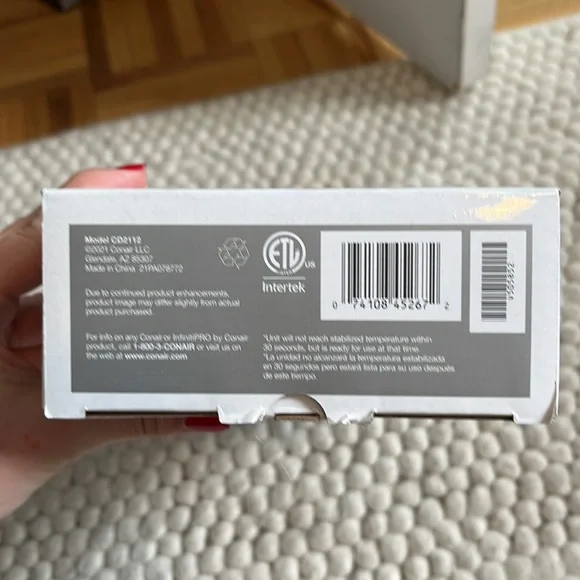 Model CD2112
©2021 Conair LLC
Glendale, AZ 85307
Made in China 21PA079772
Due to continued product enhancements,
product image may differ slightly from actual
product purchased.
For info on any Conair or InfinitiPRO by Conair
product, call 1-800-3-CONAIR or visit us
on the web at www.conair.com
ETL
US
Intertek
0 74108 45267 2
*Unit will not reach stabilized temperature within
30 seconds, but is ready for use at that time
*La unidad no alcanzará la temperatura estabilizada
en 30 segundos pero estará lista para su uso después
de este tiempo.